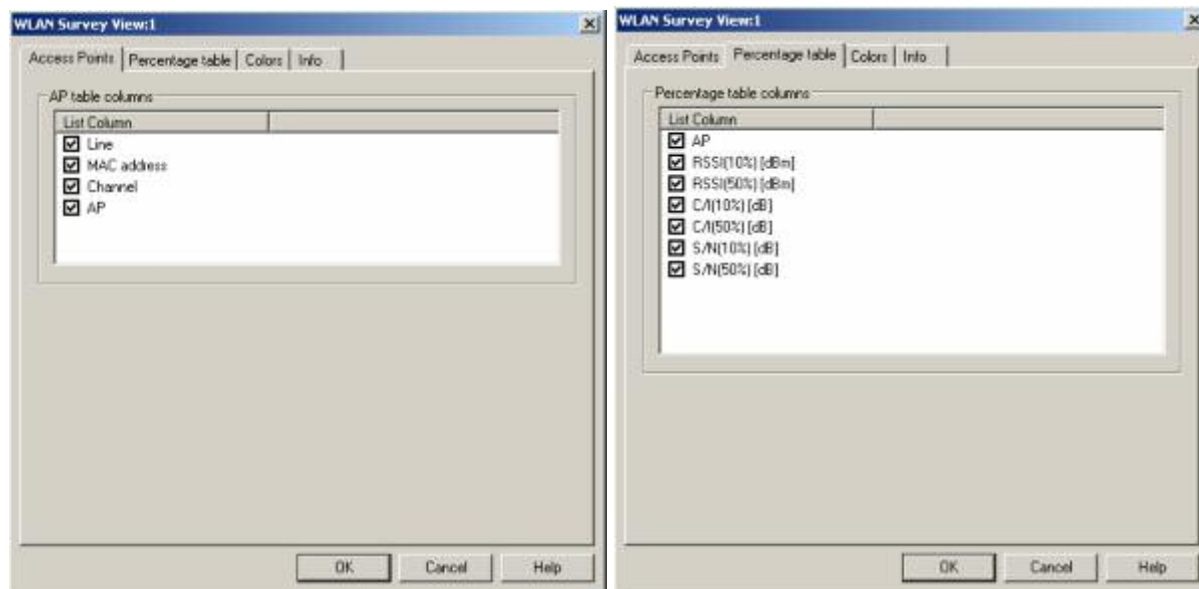 WLAN Survey View:1
Access Points Percentage table Colors Info
AP table columns
List Column
Line
MAC address
Channel
AP
OK Cancel Help
WLAN Survey View:1
Access Points Percentage table Colors Info
Percentage table columns
List Column
AP
RSSI(10%) [dBm]
RSSI(50%) [dBm]
C/I(10%) [dB]
C/I(50%) [dB]
S/N(10%) [dB]
S/N(50%) [dB]
OK Cancel Help